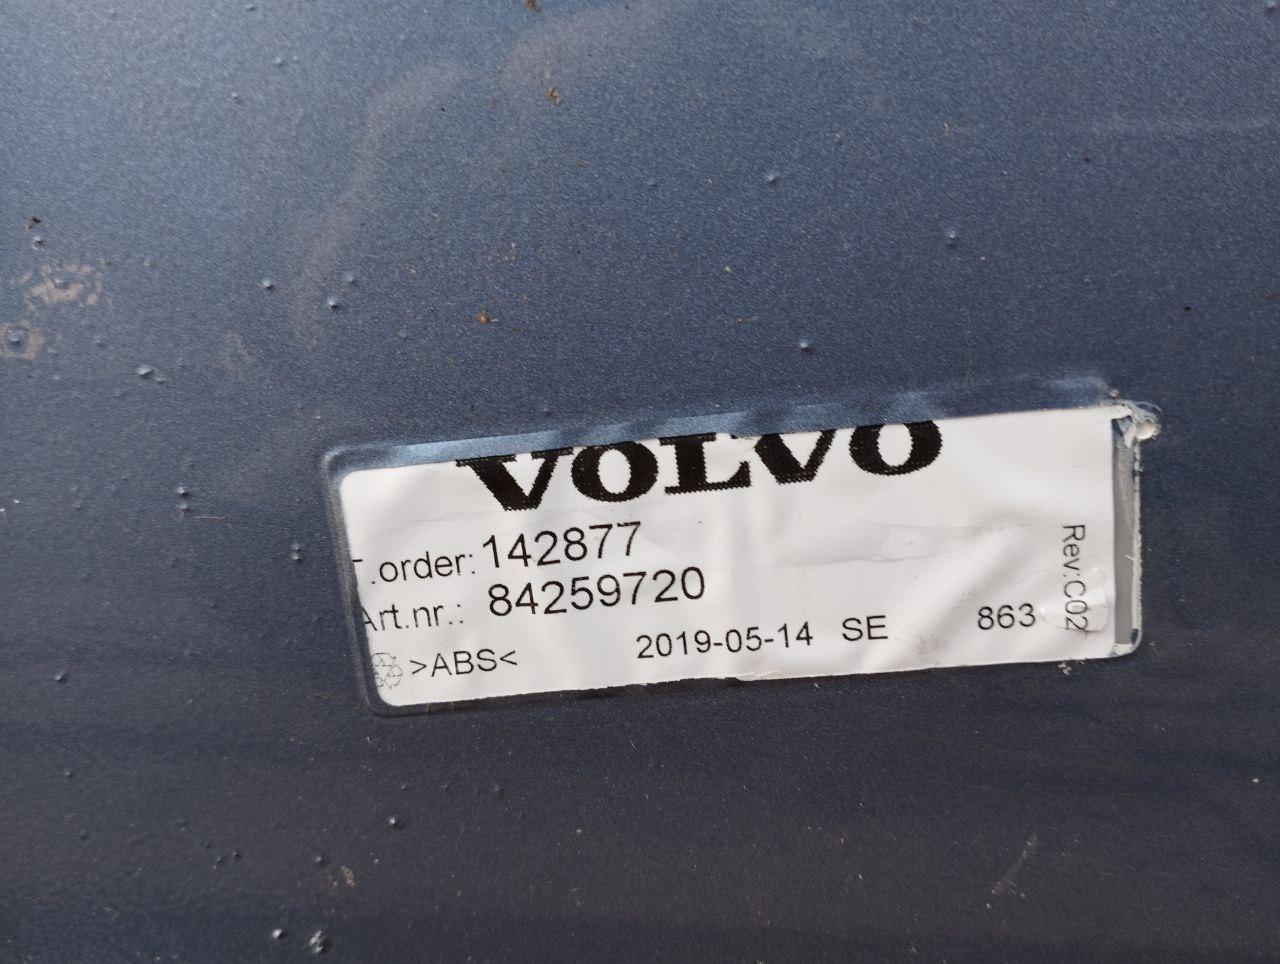 VOLVO
T.order: 142877
Art.nr.: 84259720
>ABS< 2019-05-14 SE 863
Rev:C02